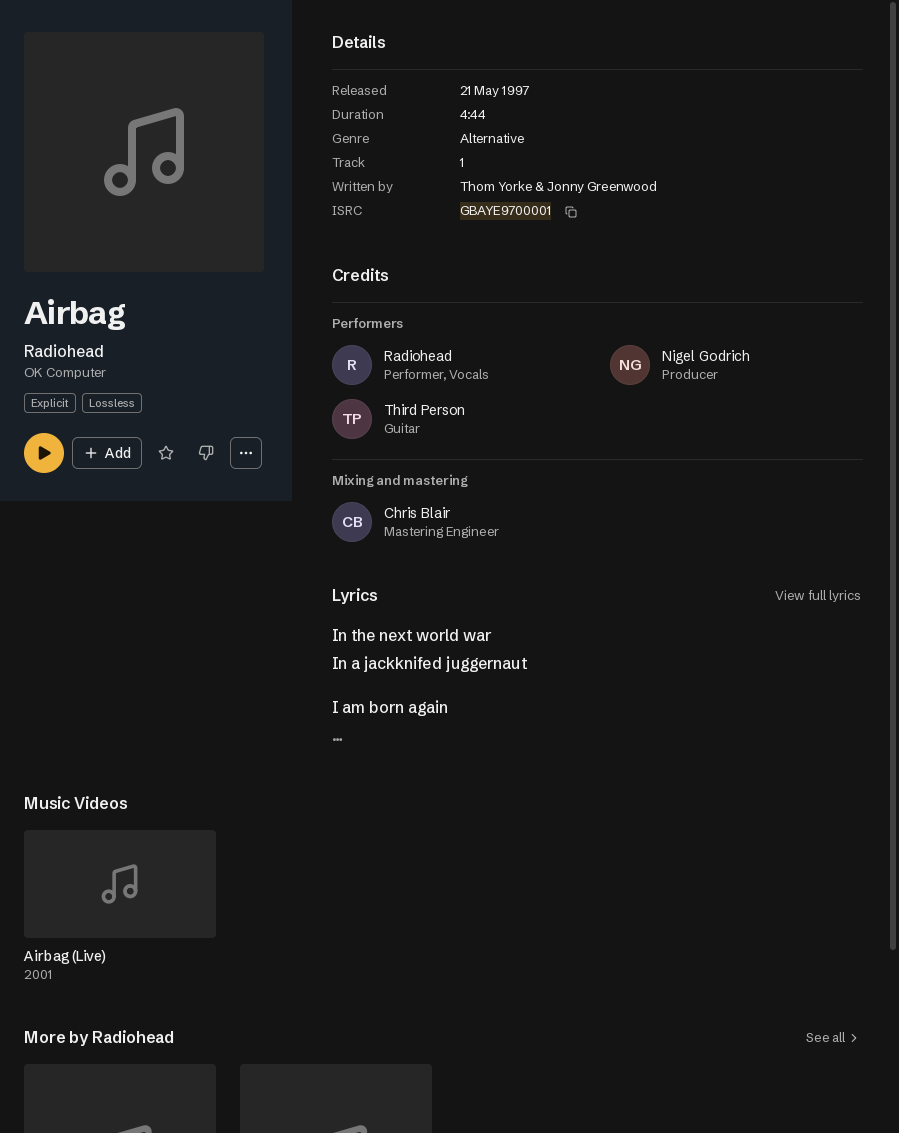 Airbag
Radiohead
OK Computer
Explicit
Lossless
Add
Details
Released 21 May 1997
Duration 4:44
Genre Alternative
Track 1
Written by Thom Yorke & Jonny Greenwood
ISRC GBAYE9700001
Credits
Performers
R
Radiohead
Performer, Vocals
NG
Nigel Godrich
Producer
TP
Third Person
Guitar
Mixing and mastering
CB
Chris Blair
Mastering Engineer
Lyrics
View full lyrics
In the next world war
In a jackknifed juggernaut
I am born again
…
Music Videos
Airbag (Live)
2001
More by Radiohead
See all